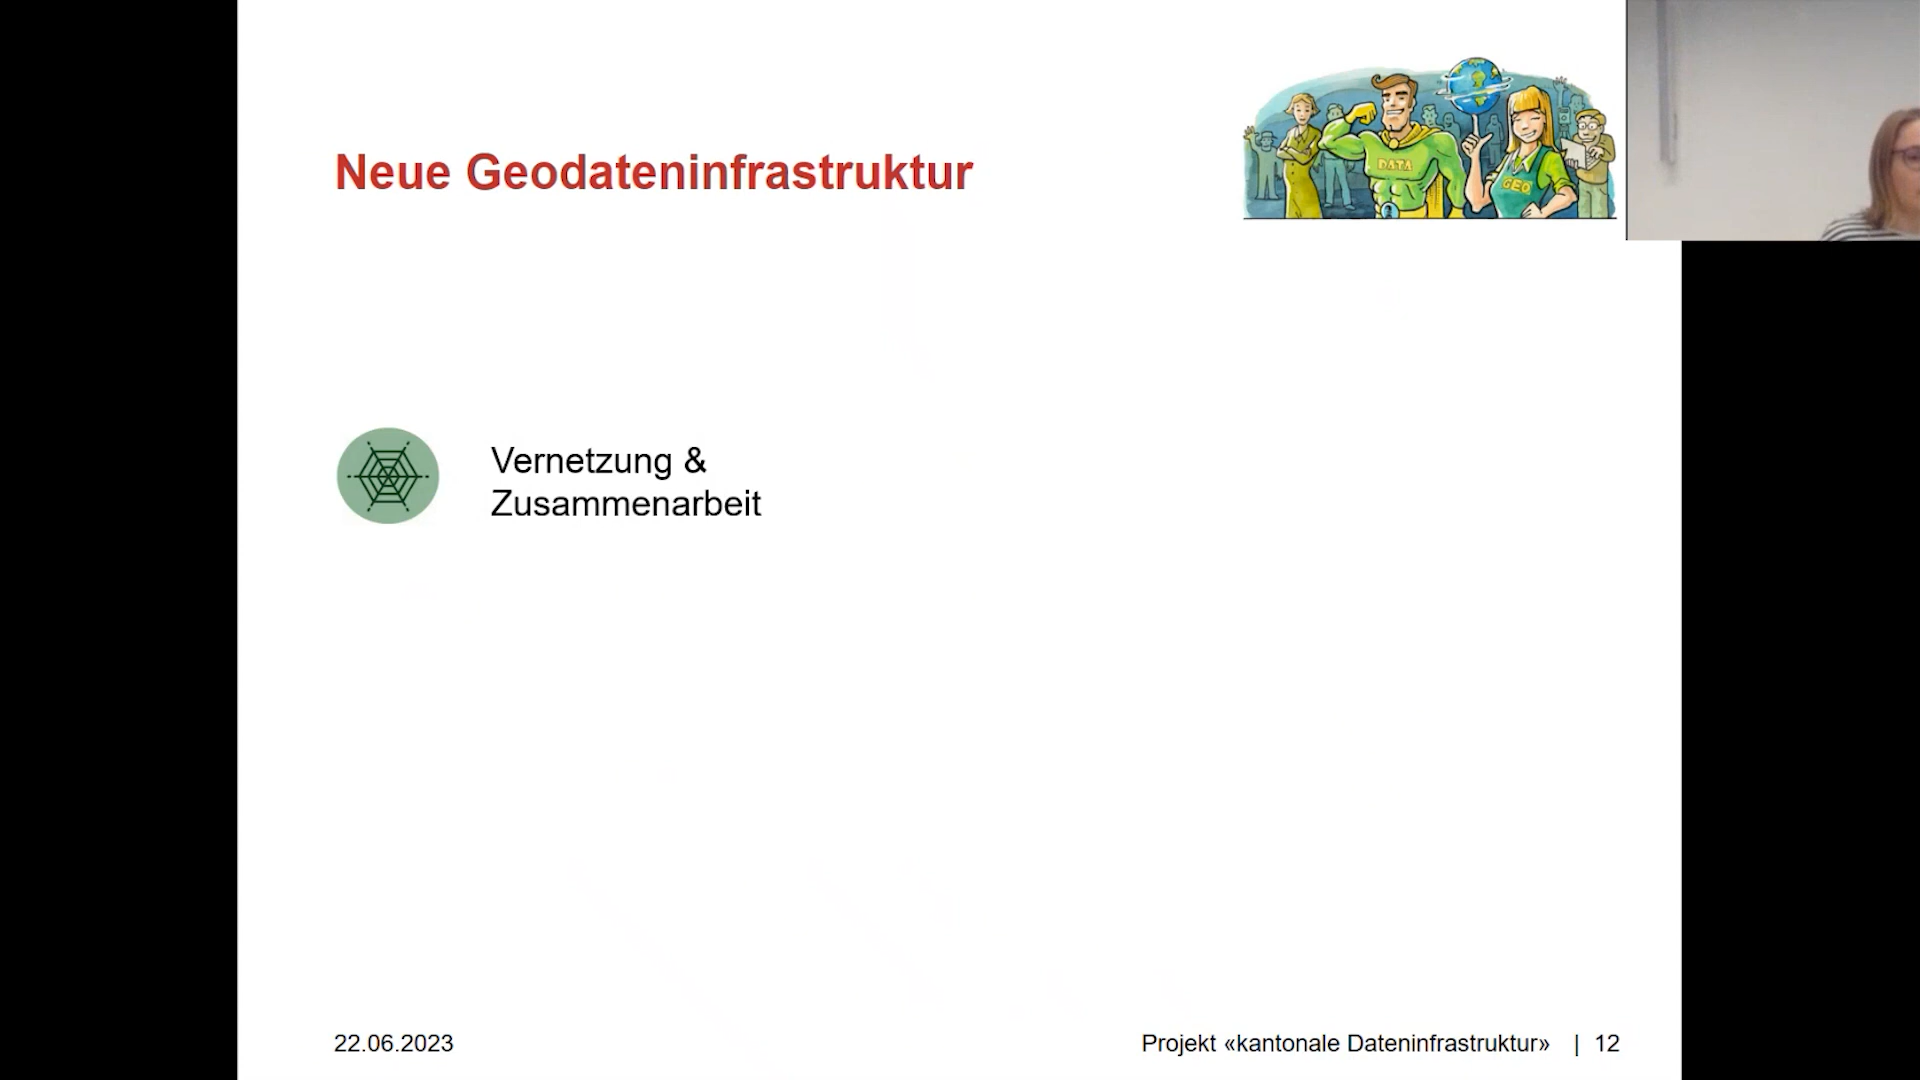 Neue Geodateninfrastruktur
DATA
GEO
Vernetzung &
Zusammenarbeit
22.06.2023
Projekt «kantonale Dateninfrastruktur» | 12